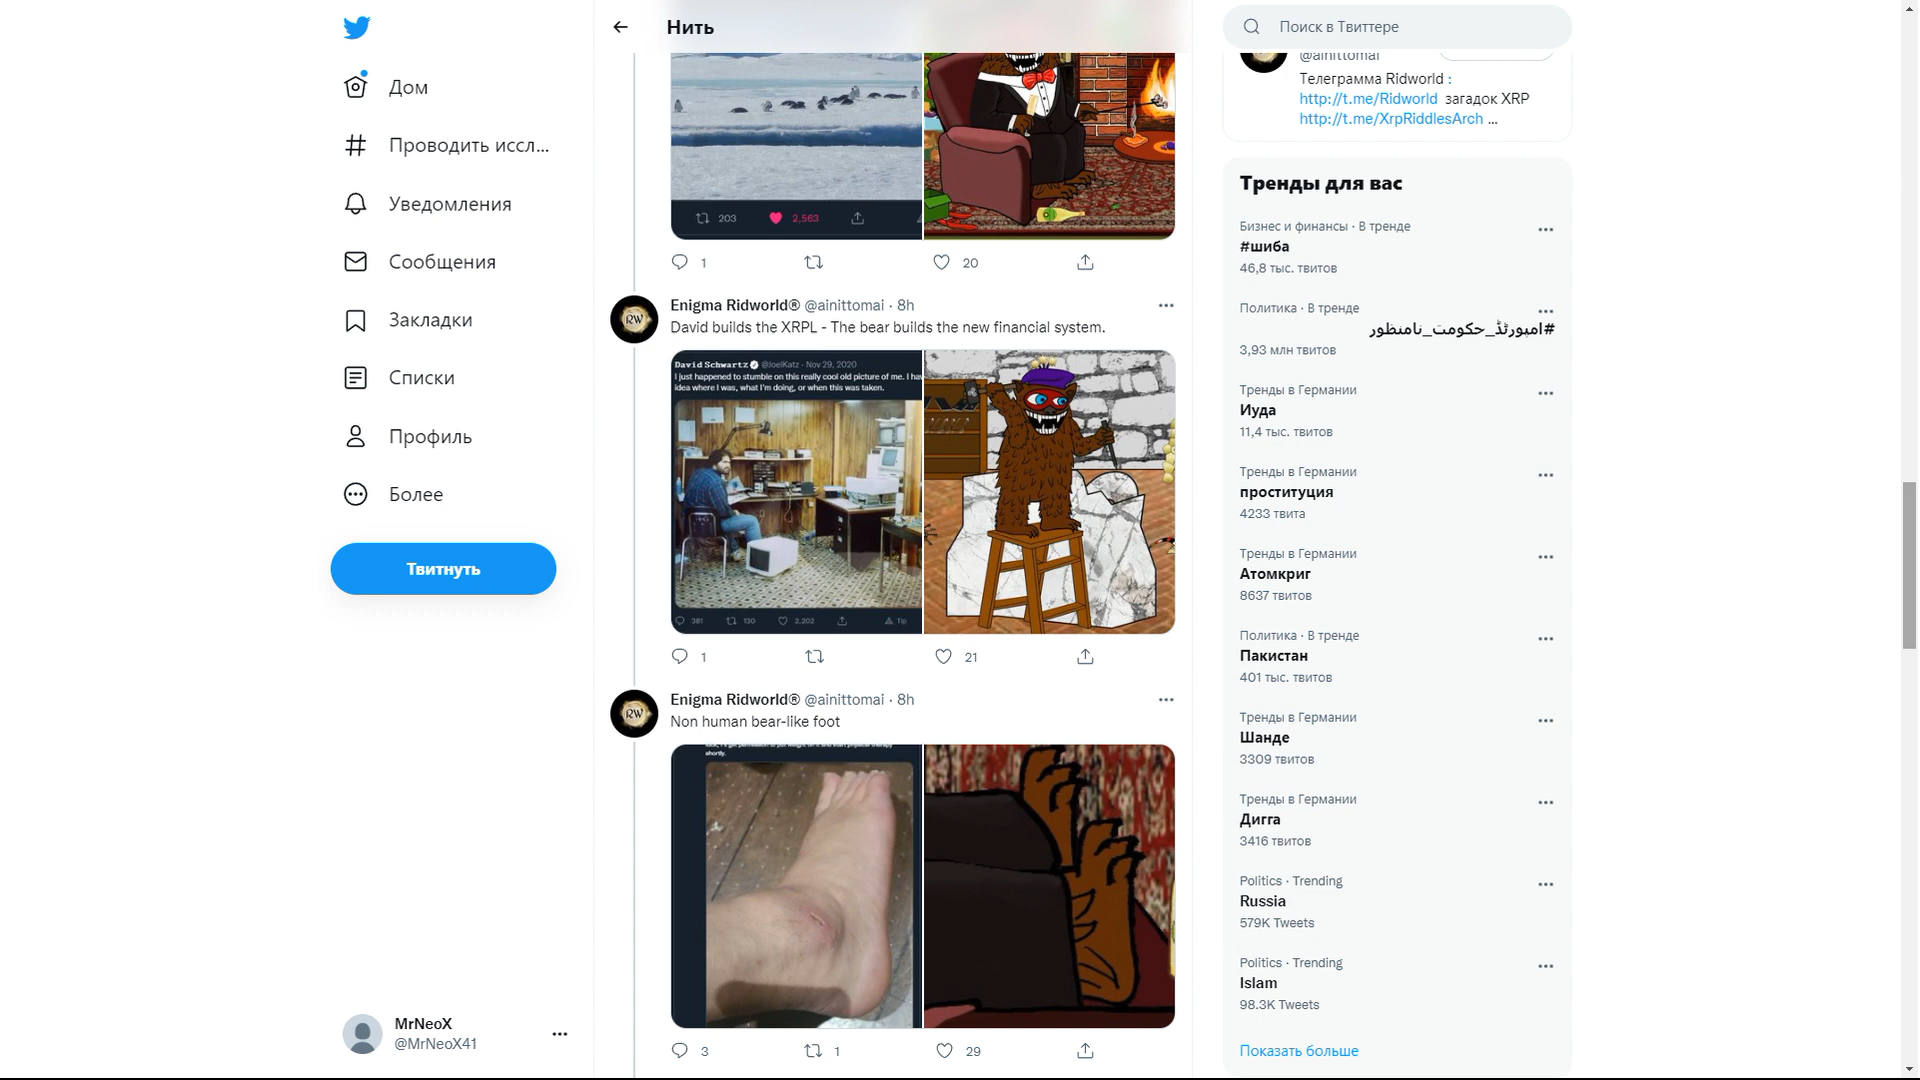 Дом
Проводить иссл...
Уведомления
Сообщения
Закладки
Списки
Профиль
Более
Твитнуть
MrNeoX
@MrNeoX41
Нить
203
2,563
1
20
Enigma Ridworld® @ainittomai · 8h
David builds the XRPL - The bear builds the new financial system.
David Schwartz @JoelKatz · Nov 29, 2020
I just happened to stumble on this really cool old picture of me. I hav
idea where I was, what I'm doing, or when this was taken.
381
130
2,202
Tip
1
21
Enigma Ridworld® @ainittomai · 8h
Non human bear-like foot
shortly.
3
1
29
RW
RW
Поиск в Твиттере
@ainittomai
Телеграмма Ridworld :
http://t.me/Ridworld загадок XRP
http://t.me/XrpRiddlesArch ...
Тренды для вас
Бизнес и финансы · В тренде
#шиба
46,8 тыс. твитов
Политика · В тренде
#امپورٹڈ_حکومت_نامنظور
3,93 млн твитов
Тренды в Германии
Иуда
11,4 тыс. твитов
Тренды в Германии
проституция
4233 твита
Тренды в Германии
Атомкриг
8637 твитов
Политика · В тренде
Пакистан
401 тыс. твитов
Тренды в Германии
Шанде
3309 твитов
Тренды в Германии
Дигга
3416 твитов
Politics · Trending
Russia
579K Tweets
Politics · Trending
Islam
98.3K Tweets
Показать больше